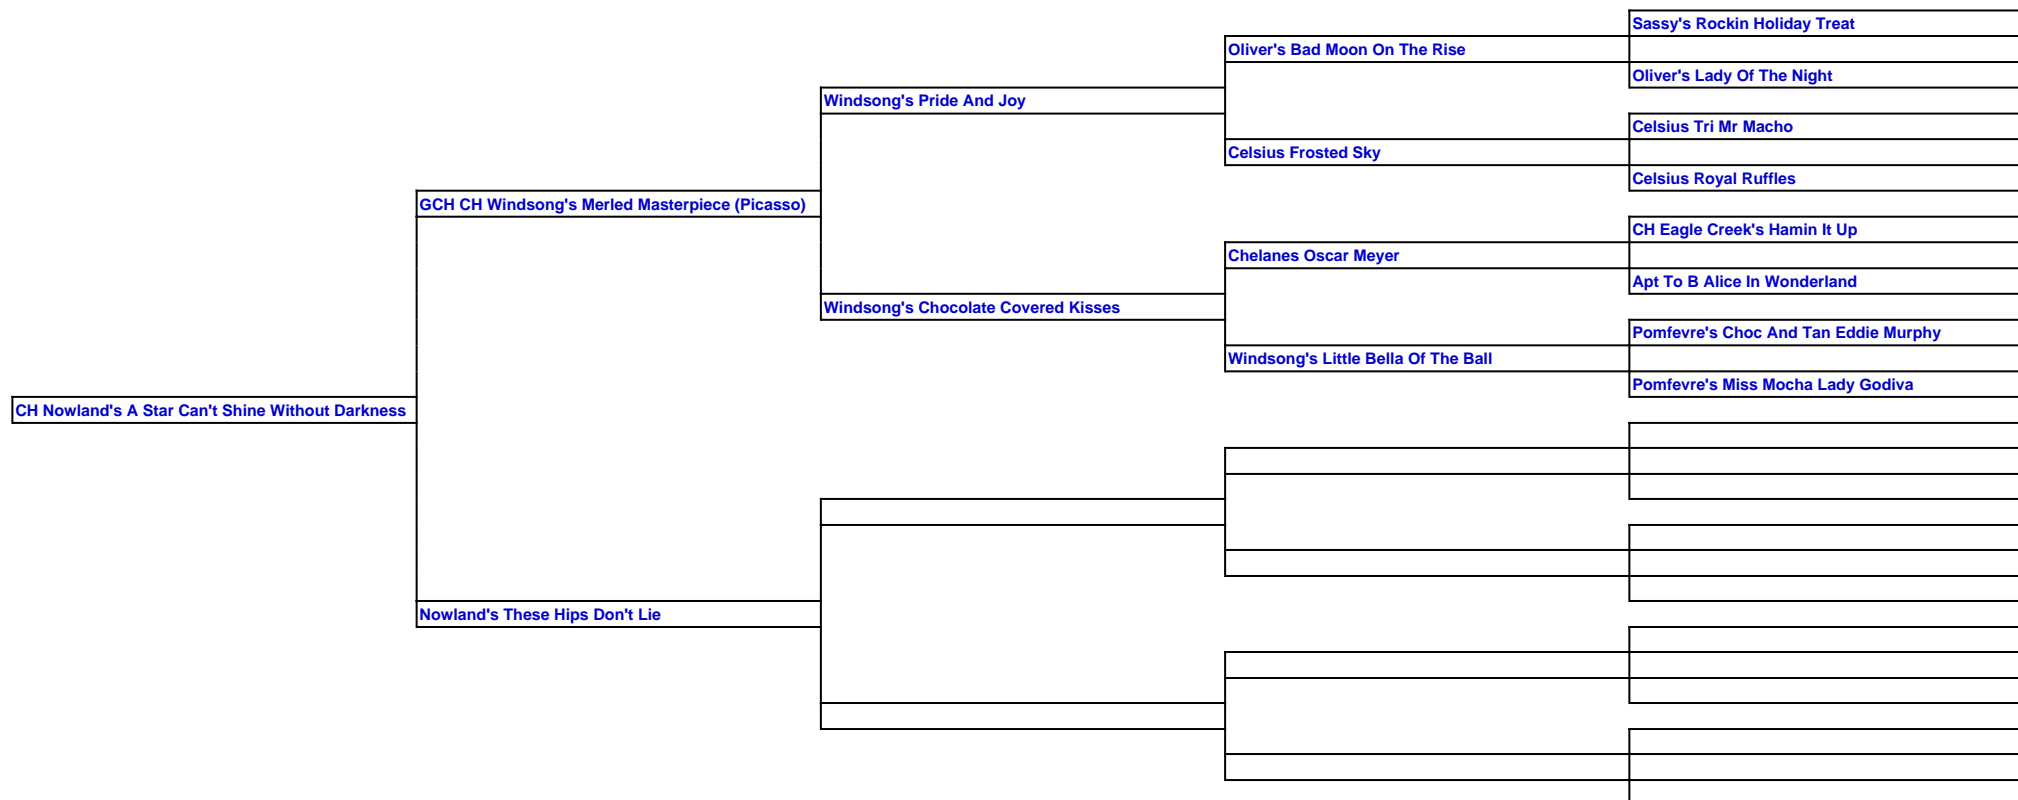 Sassy's Rockin Holiday Treat
Oliver's Bad Moon On The Rise
Oliver's Lady Of The Night
Windsong's Pride And Joy
Celsius Tri Mr Macho
Celsius Frosted Sky
Celsius Royal Ruffles
GCH CH Windsong's Merled Masterpiece (Picasso)
CH Eagle Creek's Hamin It Up
Chelanes Oscar Meyer
Apt To B Alice In Wonderland
Windsong's Chocolate Covered Kisses
Pomfevre's Choc And Tan Eddie Murphy
Windsong's Little Bella Of The Ball
Pomfevre's Miss Mocha Lady Godiva
CH Nowland's A Star Can't Shine Without Darkness
Nowland's These Hips Don't Lie